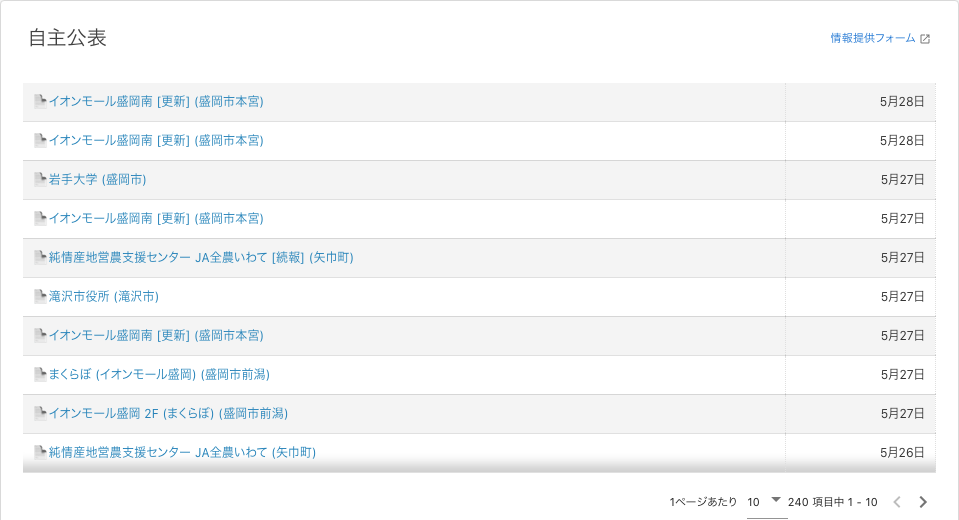 自主公表
情報提供フォーム
イオンモール盛岡南 [更新] (盛岡市本宮) 5月28日
イオンモール盛岡南 [更新] (盛岡市本宮) 5月28日
岩手大学 (盛岡市) 5月27日
イオンモール盛岡南 [更新] (盛岡市本宮) 5月27日
純情産地営農支援センター JA全農いわて [続報] (矢巾町) 5月27日
滝沢市役所 (滝沢市) 5月27日
イオンモール盛岡南 [更新] (盛岡市本宮) 5月27日
まくらぼ (イオンモール盛岡) (盛岡市前潟) 5月27日
イオンモール盛岡 2F (まくらぼ) (盛岡市前潟) 5月27日
純情産地営農支援センター JA全農いわて (矢巾町) 5月26日
1ページあたり 10 240 項目中 1 - 10